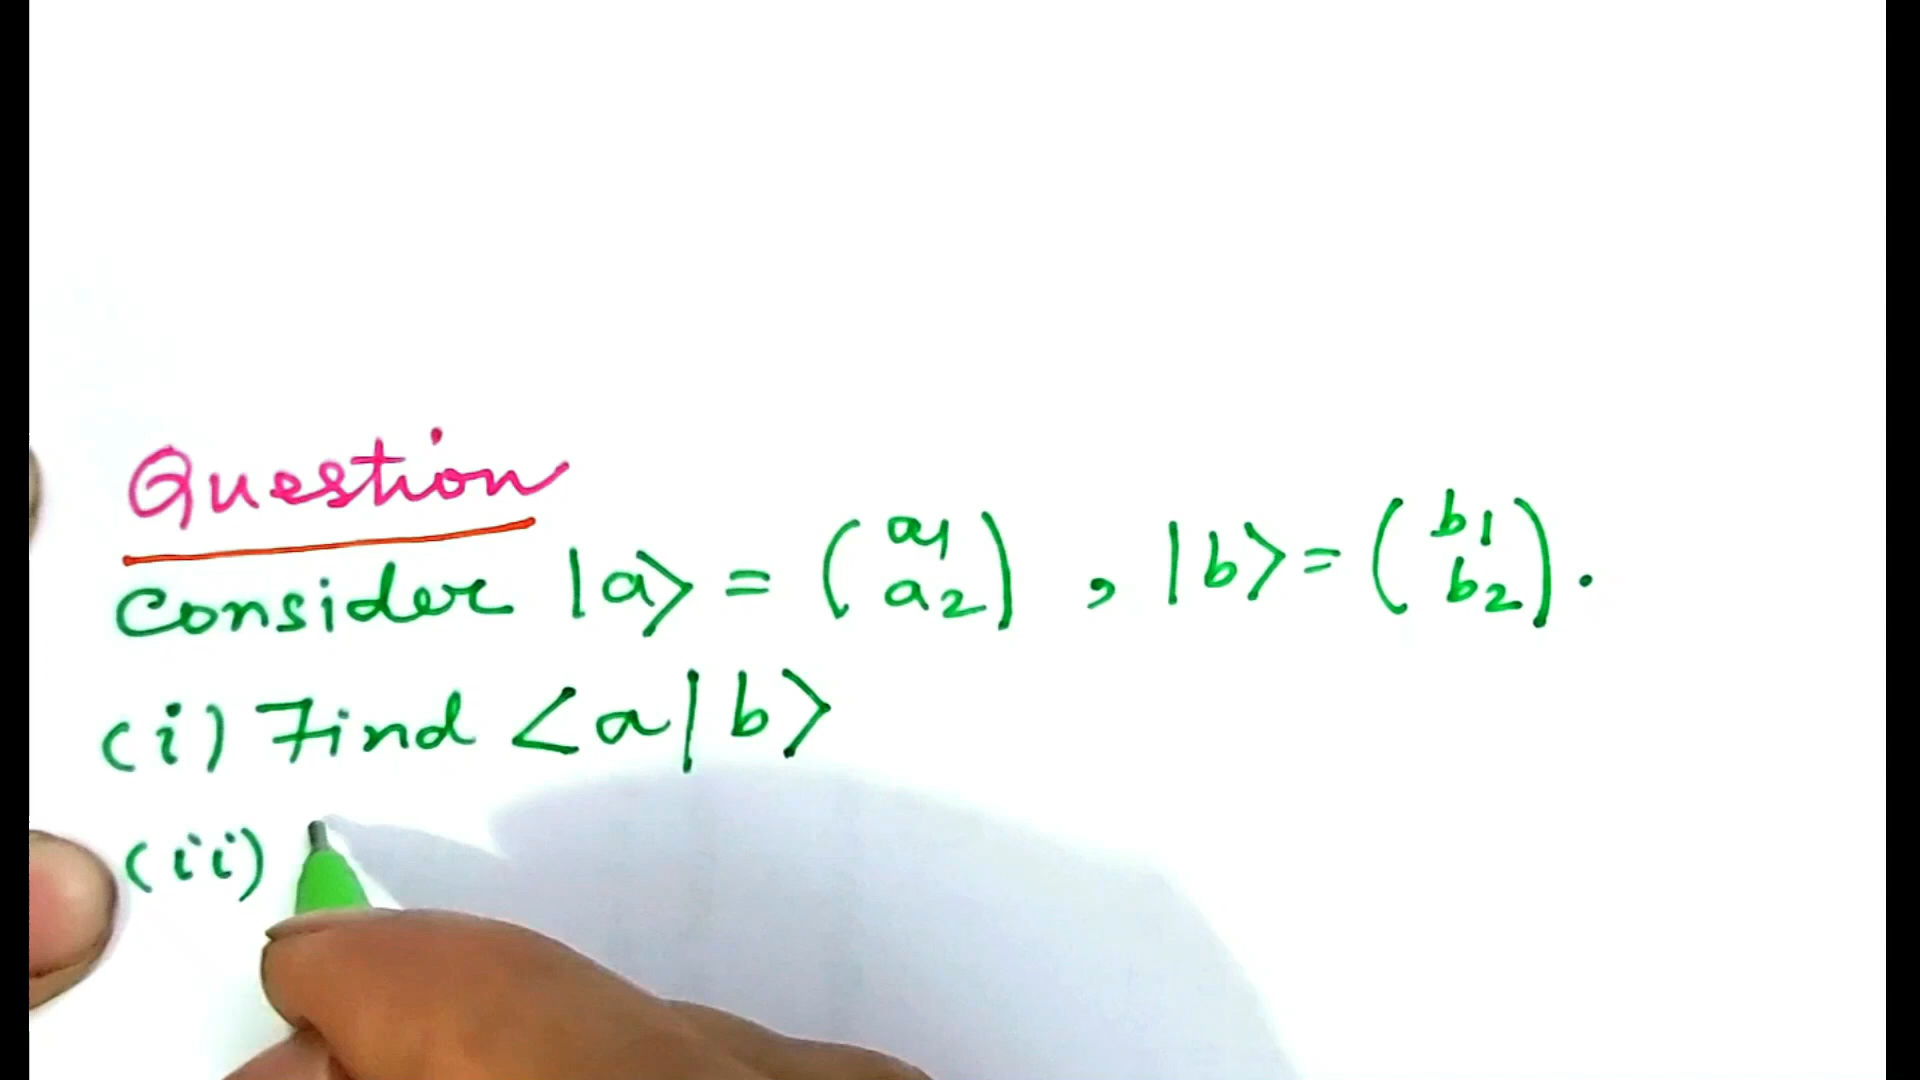 Question
Consider |a> = (a1 a2), |b> = (b1 b2).
(i) Find <a|b>
(ii)